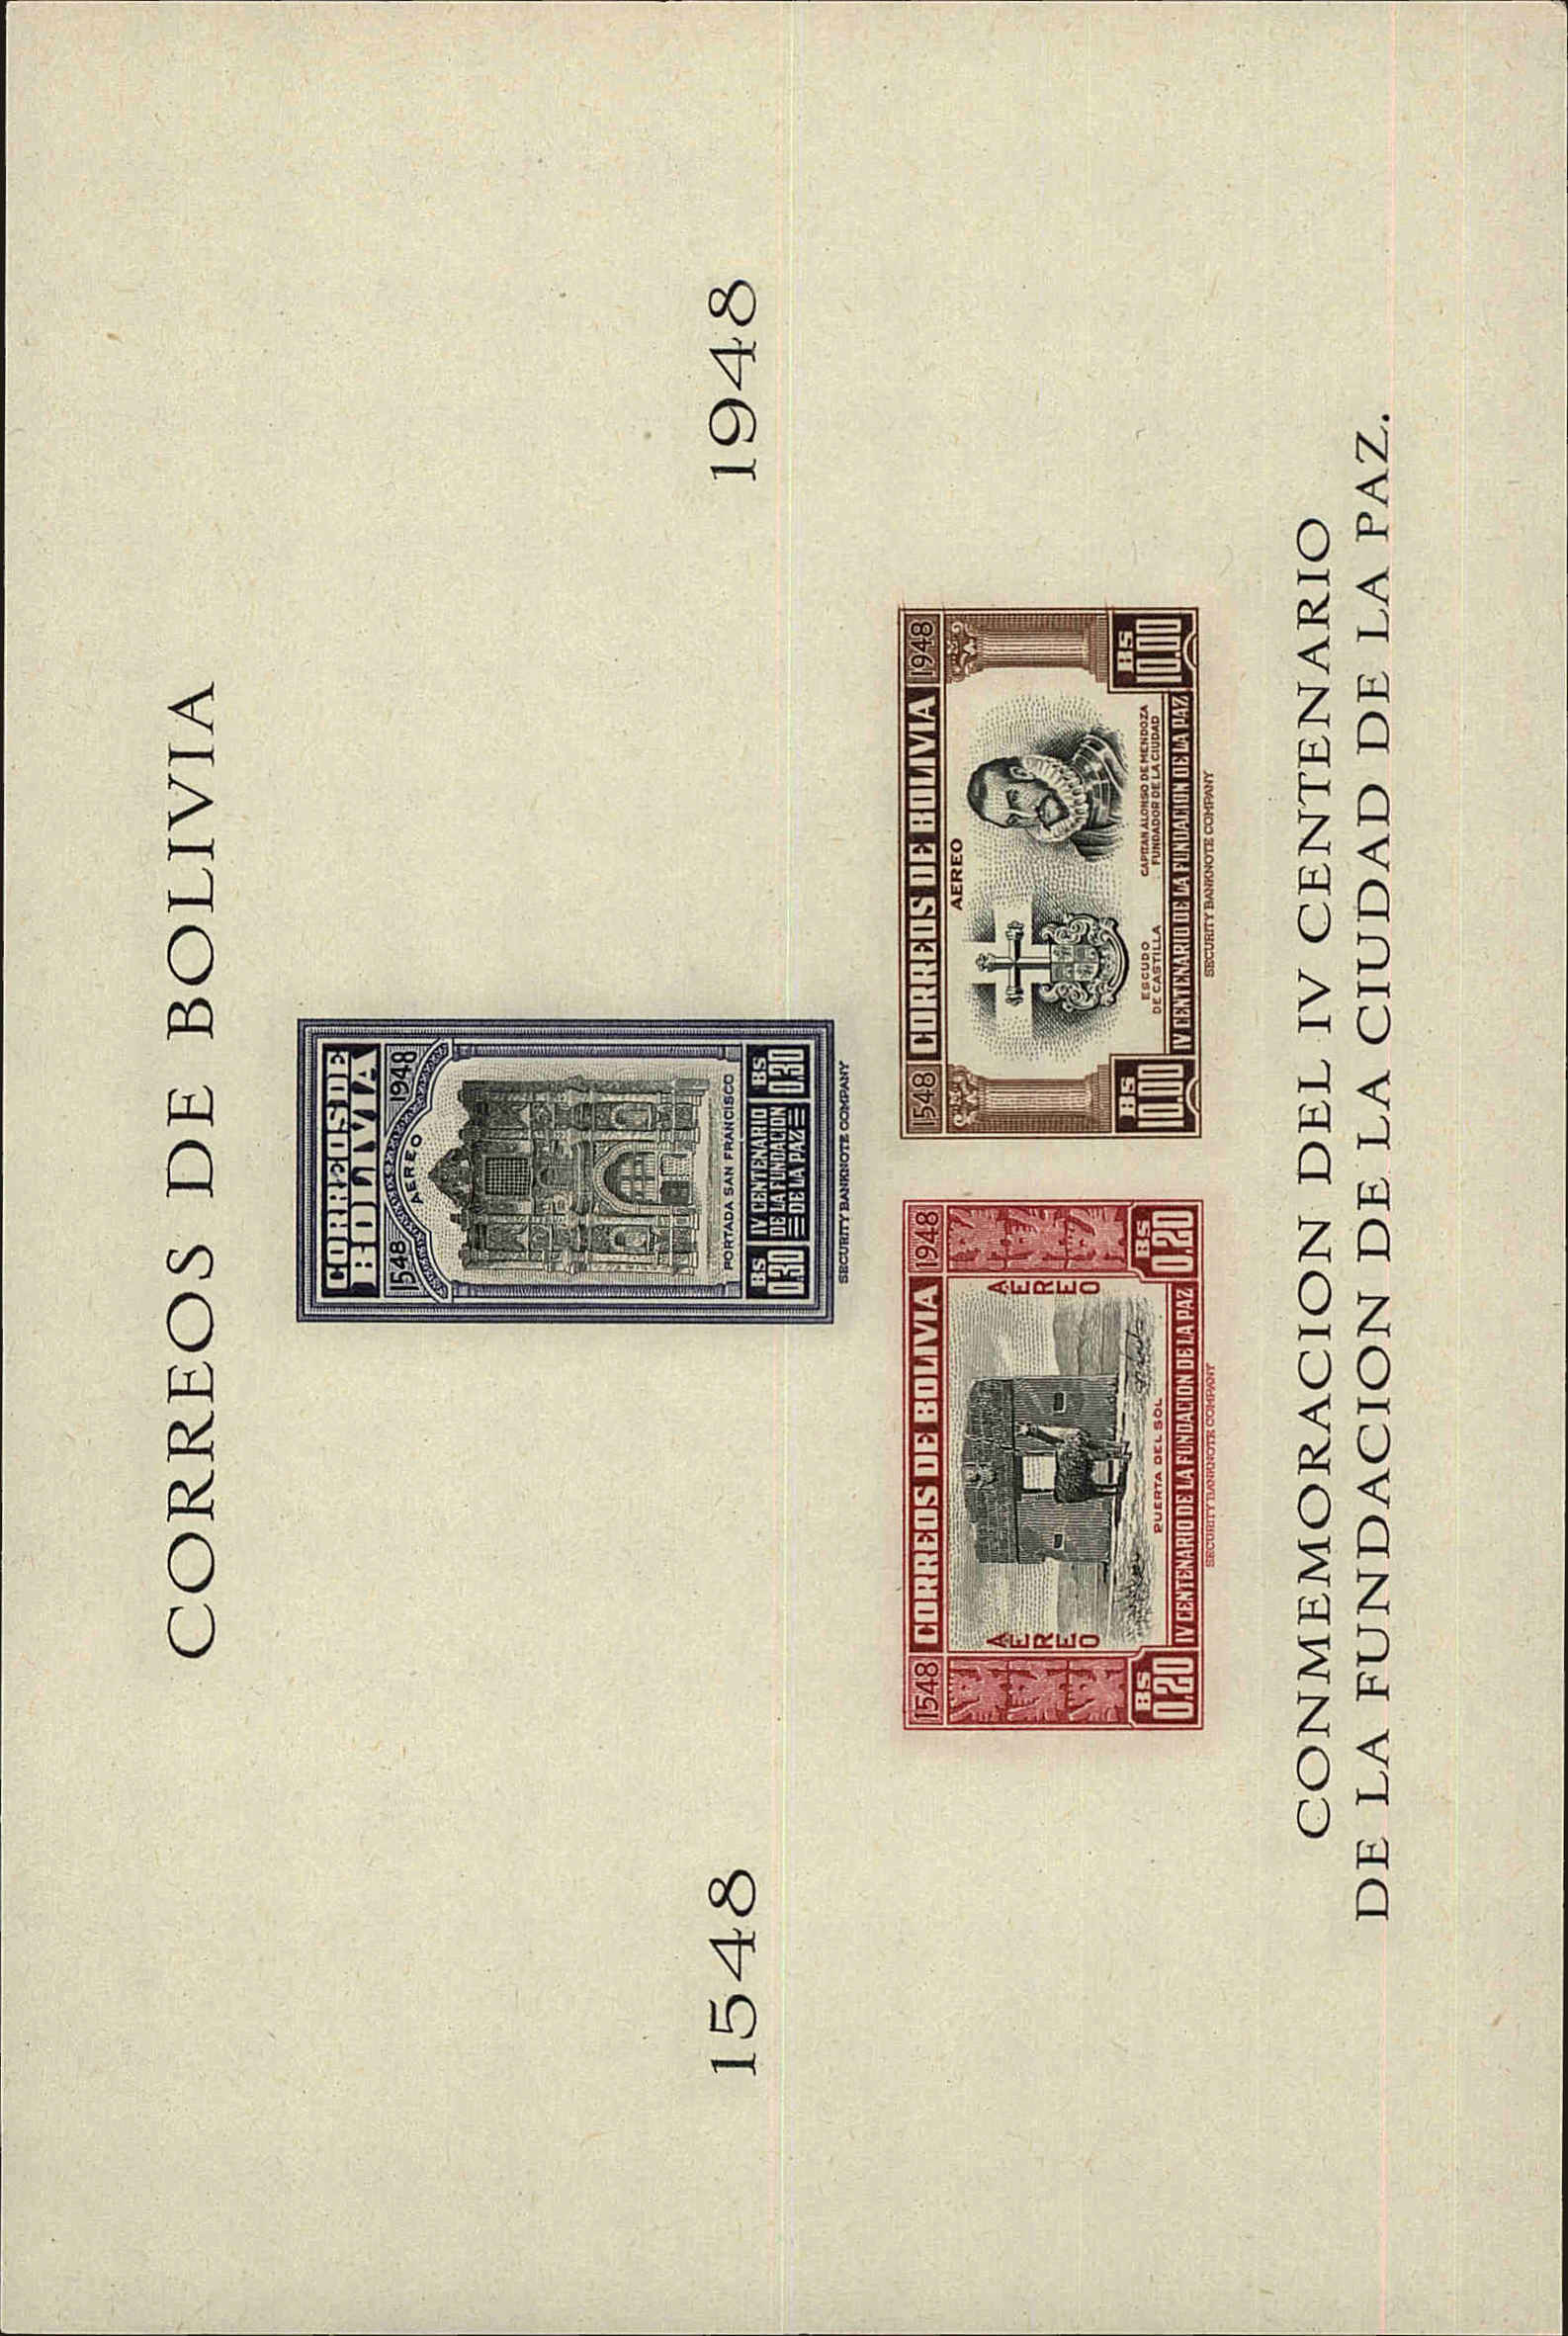 CORREOS DE BOLIVIA
CORREOS DE
BOLIVIA
1548 1948
AEREO
PORTADA SAN FRANCISCO
BS 0.30
IV CENTENARIO
DE LA FUNDACION
DE LA PAZ
BS 0.30
SECURITY BANKNOTE COMPANY
1548 1948
1548 CORREOS DE BOLIVIA 1948
AEREO AEREO
PUERTA DEL SOL
BS 0.20 BS 0.20
IV CENTENARIO DE LA FUNDACION DE LA PAZ
SECURITY BANKNOTE COMPANY
1548 CORREOS DE BOLIVIA 1948
AEREO
ESCUDO
DE CASTILLA
CAPITAN ALONSO DE MENDOZA
FUNDADOR DE LA CIUDAD
BS 10.00 BS 10.00
IV CENTENARIO DE LA FUNDACION DE LA PAZ
SECURITY BANKNOTE COMPANY
CONMEMORACION DEL IV CENTENARIO
DE LA FUNDACION DE LA CIUDAD DE LA PAZ.